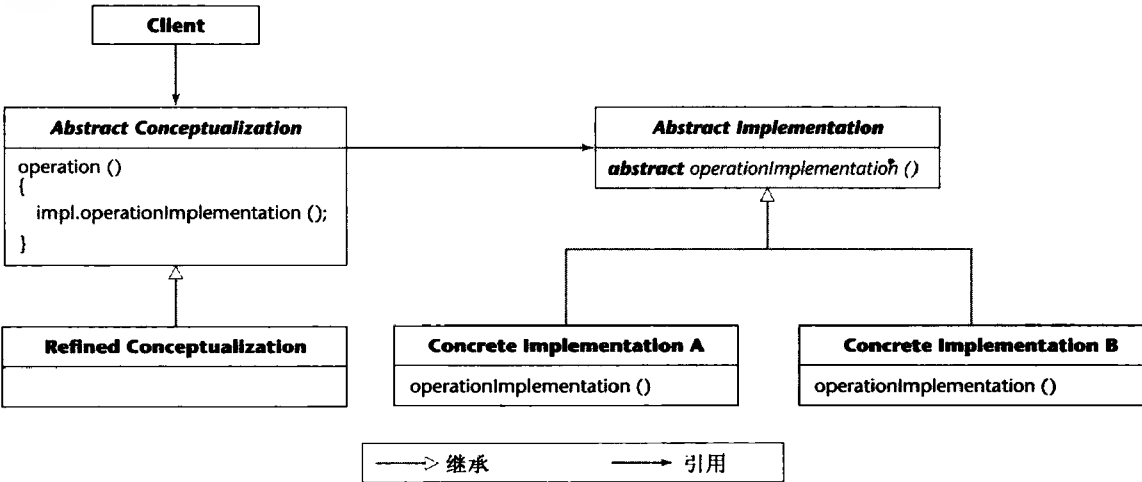 Client
Abstract Conceptualization
operation ()
{
impl.operationImplementation ();
}
Abstract Implementation
abstract operationImplementation ()
Refined Conceptualization
Concrete Implementation A
operationImplementation ()
Concrete Implementation B
operationImplementation ()
继承
引用